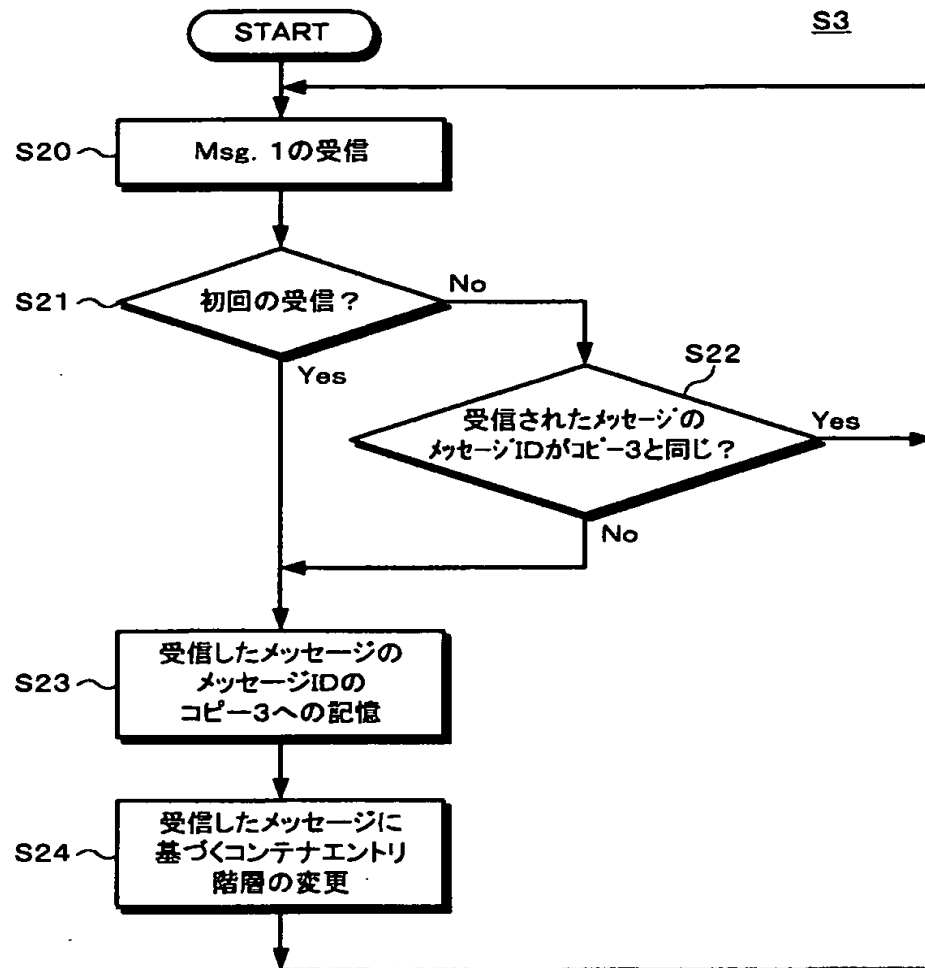 START
S3
S20
Msg. 1の受信
S21
初回の受信?
No
Yes
S22
受信されたメッセージの
メッセージIDがコピー3と同じ?
Yes
No
S23
受信したメッセージの
メッセージIDの
コピー3への記憶
S24
受信したメッセージに
基づくコンテナエントリ
階層の変更